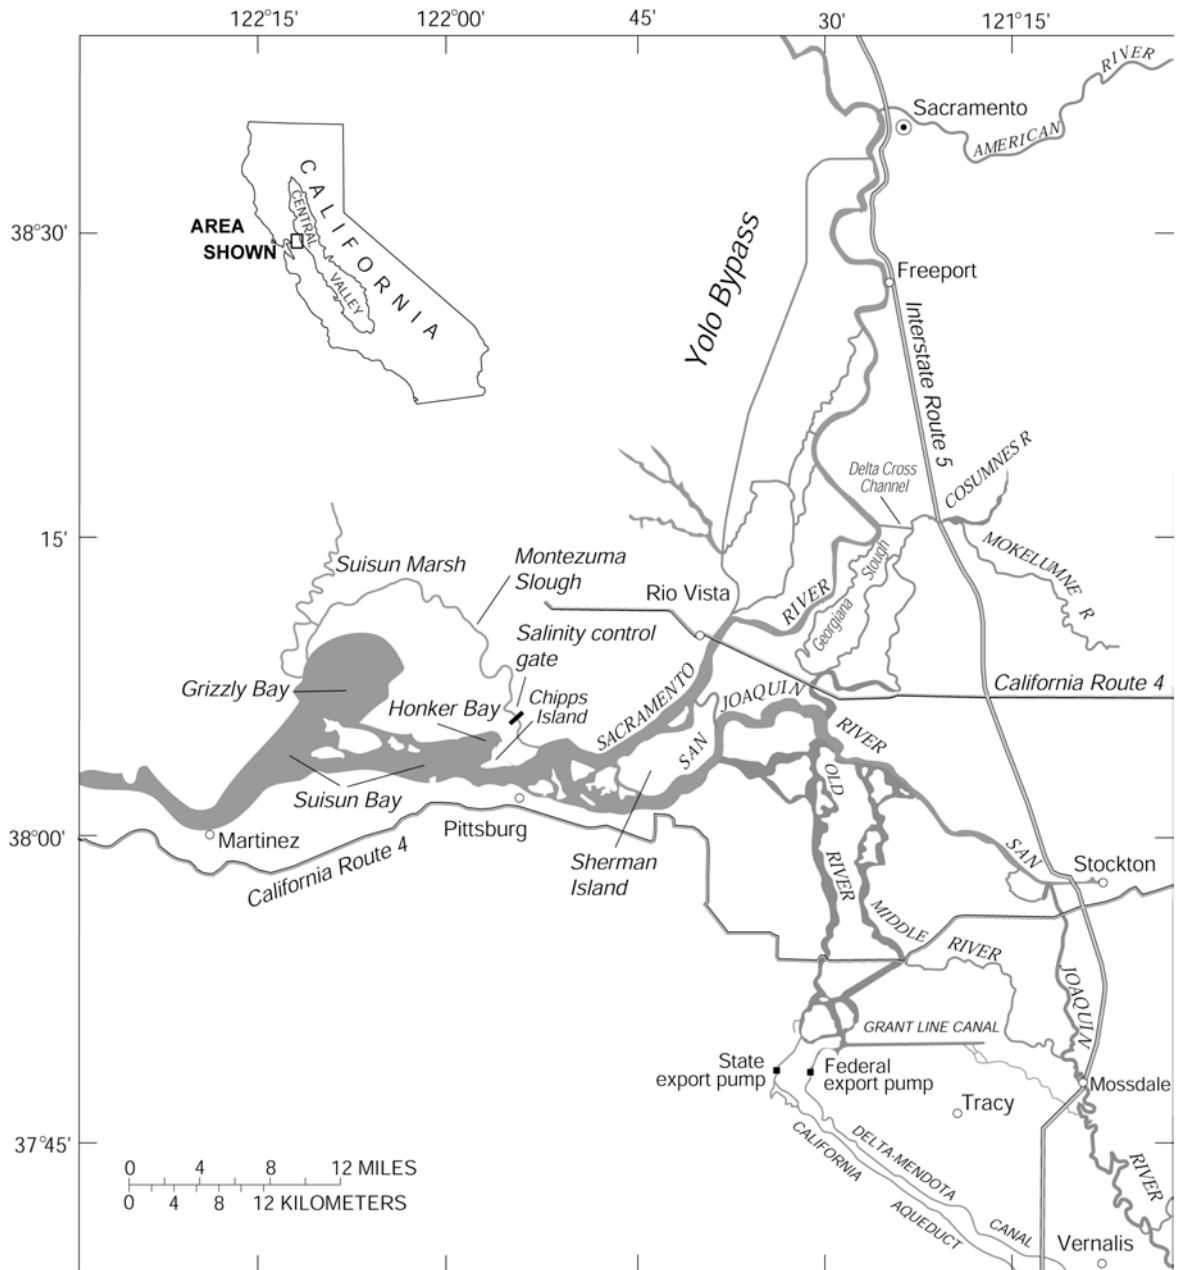 122°15'
122°00'
45'
30'
121°15'
RIVER
Sacramento
AMERICAN
CALIFORNIA
CENTRAL
VALLEY
AREA
SHOWN
38°30'
Yolo Bypass
Freeport
Interstate Route 5
COSUMNES R
Delta Cross
Channel
15'
MOKELUMNE R
Suisun Marsh
Montezuma
Slough
Rio Vista
RIVER
Georgiana
Slough
Salinity control
gate
Grizzly Bay
Honker Bay
Chipps
Island
SACRAMENTO
JOAQUIN
California Route 4
SAN
RIVER
Suisun Bay
OLD
Martinez
Pittsburg
38°00'
California Route 4
Sherman
Island
SAN
Stockton
RIVER
MIDDLE
RIVER
JOAQUIN
GRANT LINE CANAL
State
export pump
Federal
export pump
Mossdale
Tracy
37°45'
DELTA-MENDOTA
CANAL
CALIFORNIA
AQUEDUCT
RIVER
0 4 8 12 MILES
0 4 8 12 KILOMETERS
Vernalis